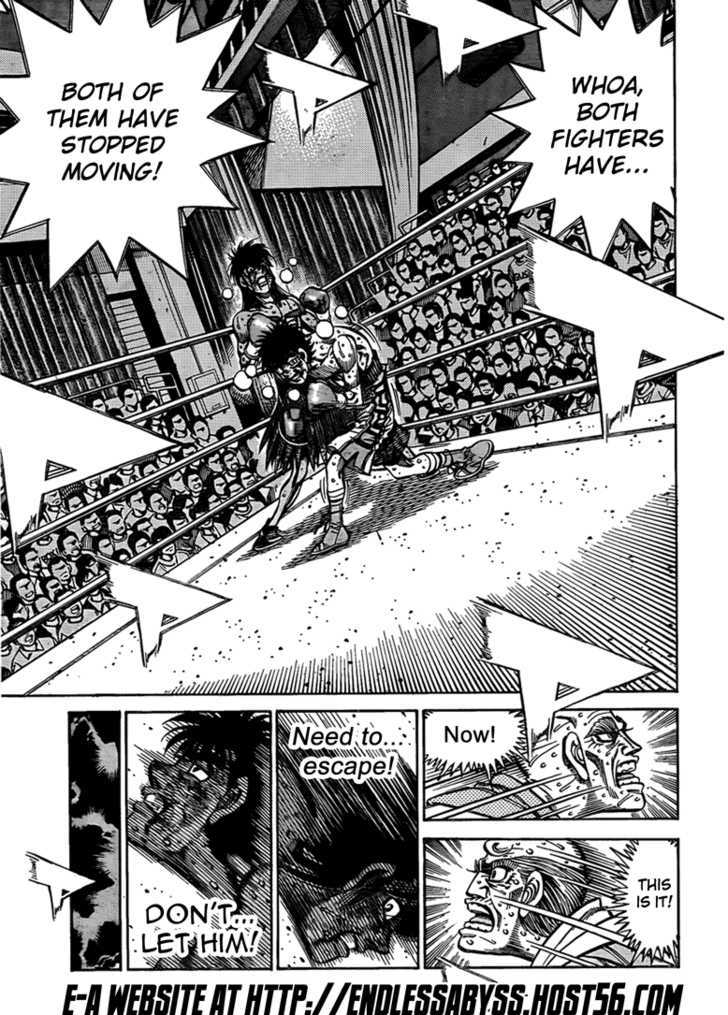 WHOA,
BOTH
FIGHTERS
HAVE...
BOTH OF
THEM HAVE
STOPPED
MOVING!
Now!
THIS
IS IT!
Need to...
escape!
DON'T...
LET HIM!
E-A WEBSITE AT HTTP://ENDLESSABYSS.HOST56.COM